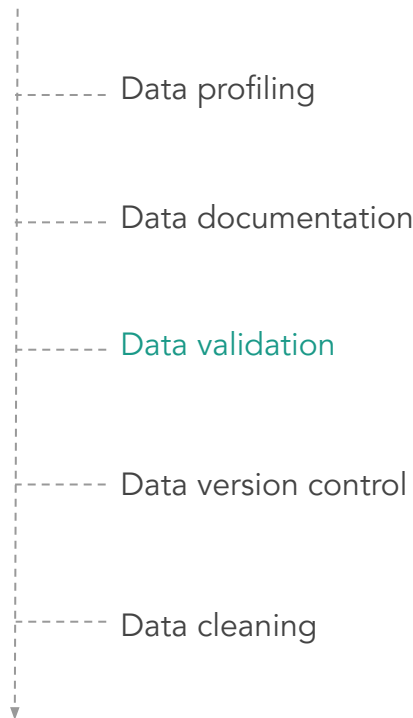 Data profiling
Data documentation
Data validation
Data version control
Data cleaning